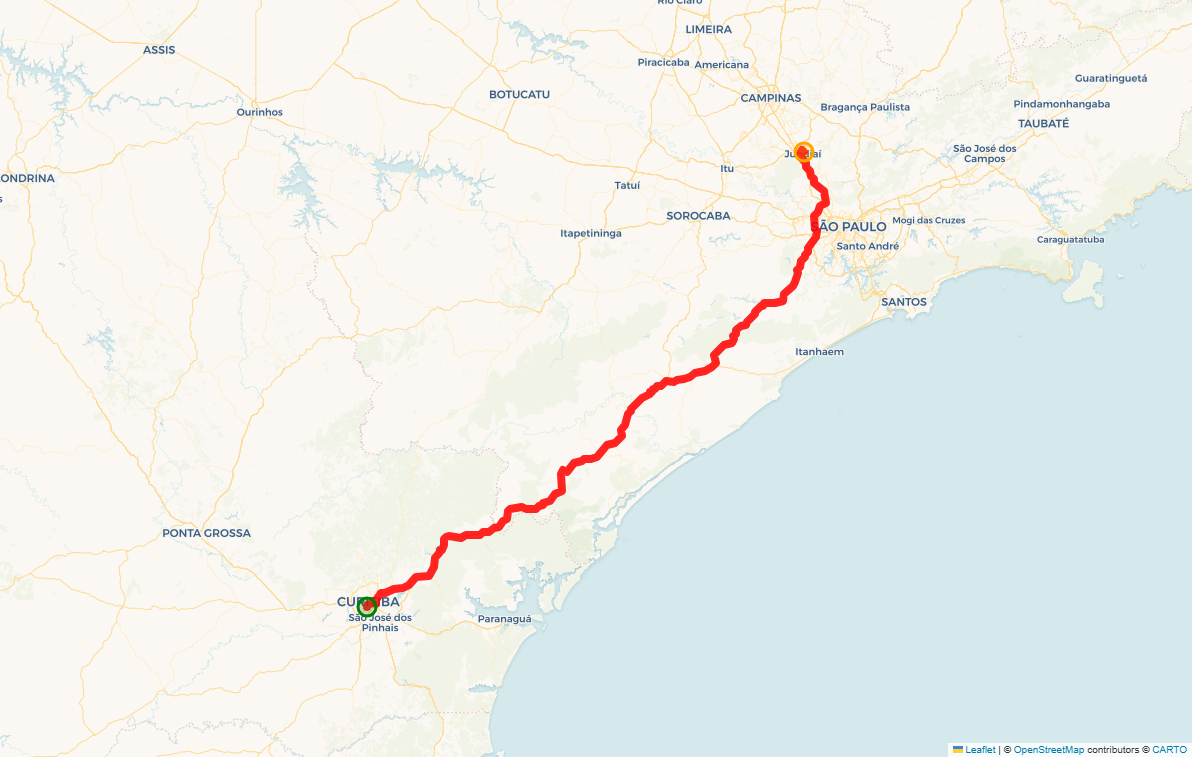 RIO CLARO
LIMEIRA
ASSIS
Piracicaba
Americana
Guaratinguetá
BOTUCATU
CAMPINAS
Pindamonhangaba
Bragança Paulista
Ourinhos
TAUBATÉ
São José dos
Campos
Jundiaí
Itu
ONDRINA
Tatuí
SOROCABA
Mogi das Cruzes
SÃO PAULO
Itapetininga
Caraguatatuba
Santo André
SANTOS
Itanhaem
PONTA GROSSA
CURITIBA
São José dos
Pinhais
Paranaguá
Leaflet | © OpenStreetMap contributors © CARTO